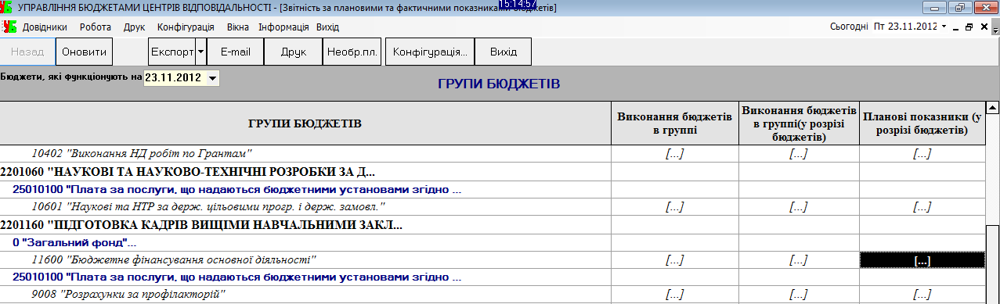 УПРАВЛІННЯ БЮДЖЕТАМИ ЦЕНТРІВ ВІДПОВІДАЛЬНОСТІ - [Звітність за плановими та фактичними показниками бюджетів]
15:14:57
Довідники Робота Друк Конфігурація Вікна Інформація Вихід
Сьогодні Пт 23.11.2012
Назад Оновити Експорт E-mail Друк Необр.пл. Конфігурація... Вихід
Бюджети, які функціонують на 23.11.2012
ГРУПИ БЮДЖЕТІВ
ГРУПИ БЮДЖЕТІВ
Виконання бюджетів
в группі
Виконання бюджетів
в группі(у розрізі
бюджетів)
Планові показники (у
розрізі бюджетів)
10402 "Виконання НД робіт по Грантам" [...] [...] [...]
2201060 "НАУКОВІ ТА НАУКОВО-ТЕХНІЧНІ РОЗРОБКИ ЗА Д...
25010100 "Плата за послуги, що надаються бюджетними установами згідно ...
10601 "Наукові та НТР за держ. цільовими прогр. і держ. замовл." [...] [...] [...]
2201160 "ПІДГОТОВКА КАДРІВ ВИЩІМИ НАВЧАЛЬНИМИ ЗАКЛ...
0 "Загальний фонд"...
11600 "Бюджетне фінансування основної діяльності" [...] [...] [...]
25010100 "Плата за послуги, що надаються бюджетними установами згідно ...
9008 "Розрахунки за профілакторій" [...] [...] [...]